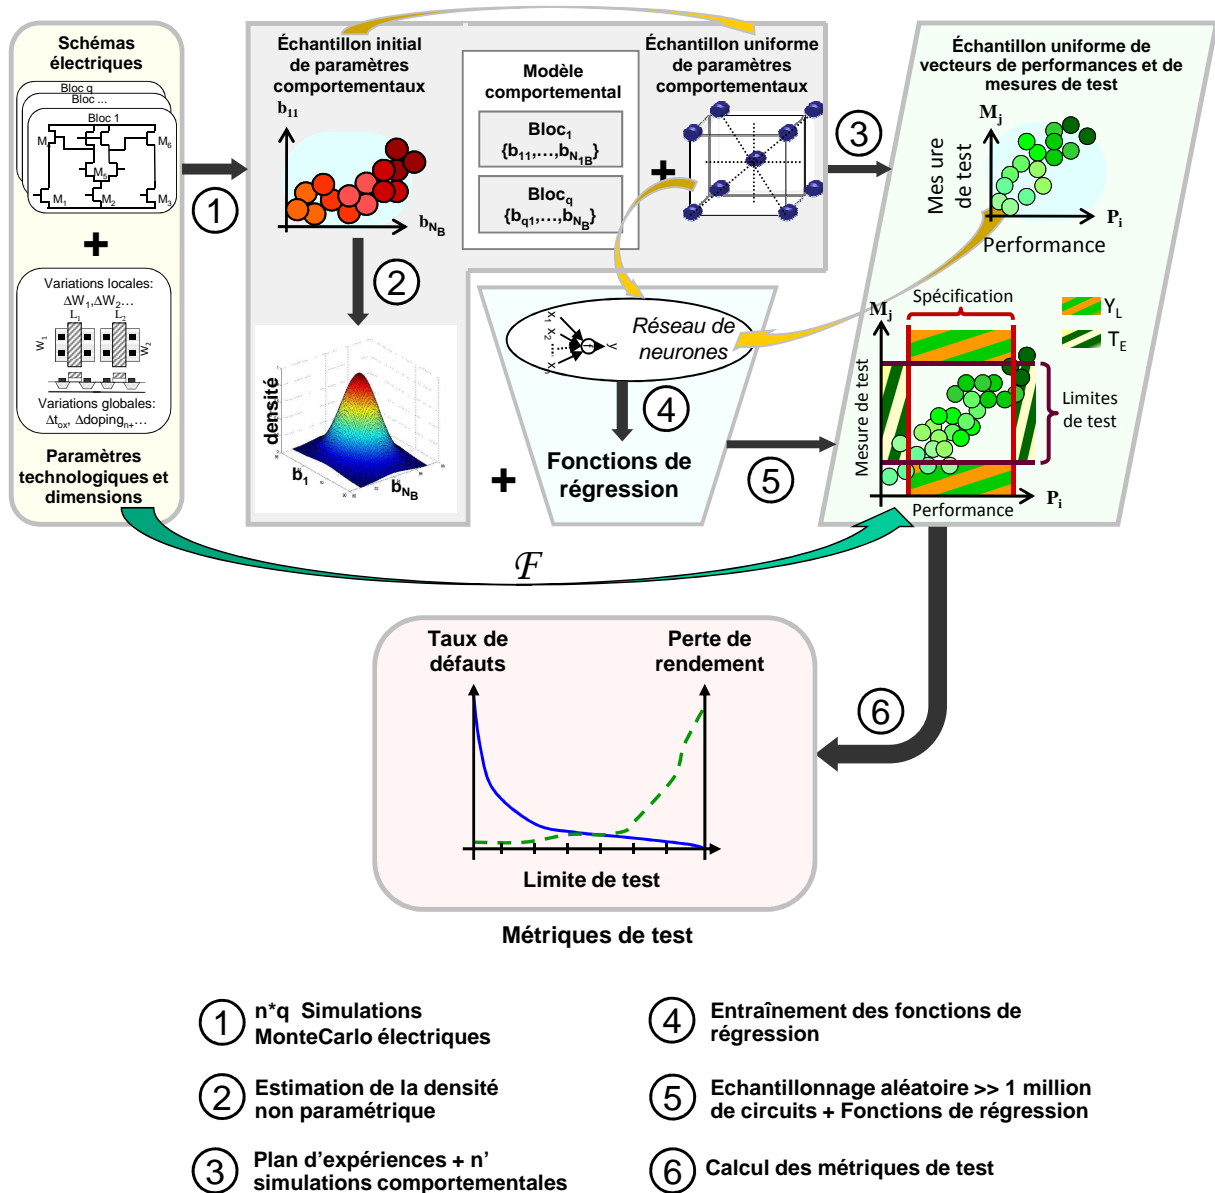 Schémas
électriques
Bloc q
Bloc ...
Bloc 1
M6
M5
M1
M2
M3
+
Variations locales:
ΔW1,ΔW2…
L1
L2
W1
W2
Variations globales:
Δtox, Δdopingn+…
Paramètres
technologiques et
dimensions
1
Échantillon initial
de paramètres
comportementaux
b11
bNB
2
densité
b1
bNB
Modèle
comportemental
Bloc1
{b11,…,bN1B}
Blocq
{bq1,…,bNB}
+
Échantillon uniforme
de paramètres
comportementaux
3
Échantillon uniforme de
vecteurs de performances et de
mesures de test
Mj
Mes ure
de test
Pi
Performance
x1
x2
xn
f
y
Réseau de
neurones
4
+
Fonctions de
régression
5
Spécification
Mj
YL
TE
Mesure de test
Limites
de test
Pi
Performance
F
6
Taux de
défauts
Perte de
rendement
Limite de test
Métriques de test
1 n*q Simulations
MonteCarlo électriques
2 Estimation de la densité
non paramétrique
3 Plan d'expériences + n'
simulations comportementales
4 Entraînement des fonctions de
régression
5 Echantillonnage aléatoire >> 1 million
de circuits + Fonctions de régression
6 Calcul des métriques de test